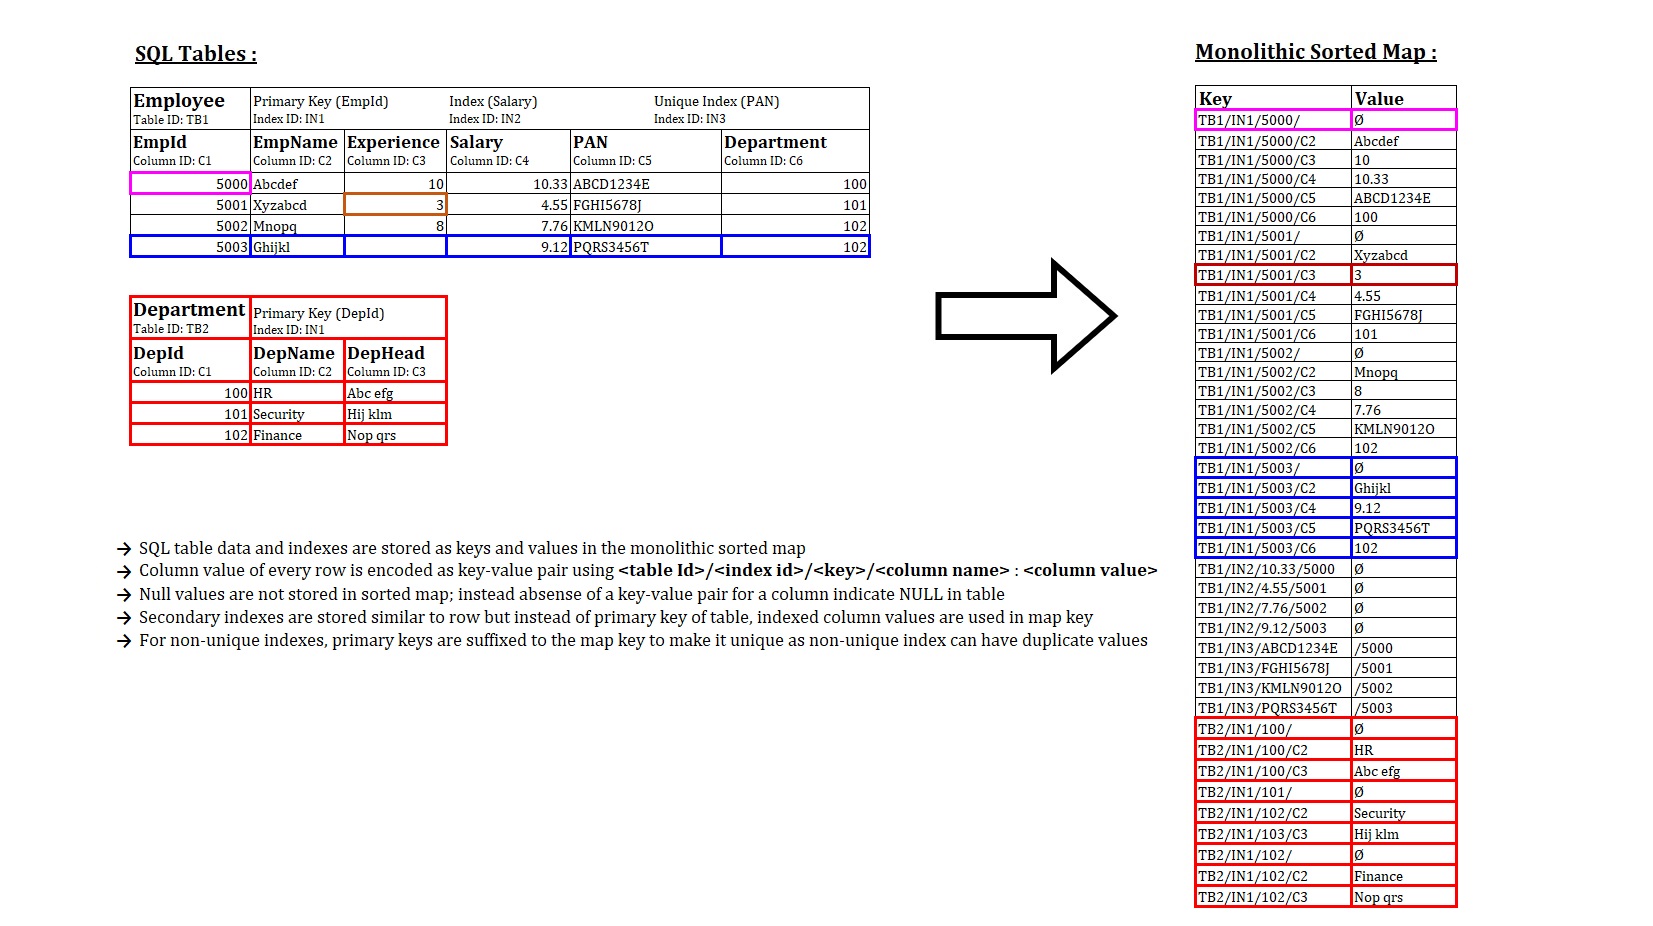 SQL Tables :
Employee Primary Key (EmpId) Index (Salary) Unique Index (PAN)
Table ID: TB1 Index ID: IN1 Index ID: IN2 Index ID: IN3
EmpId EmpName Experience Salary PAN Department
Column ID: C1 Column ID: C2 Column ID: C3 Column ID: C4 Column ID: C5 Column ID: C6
5000 Abcdef 10 10.33 ABCD1234E 100
5001 Xyzabcd 3 4.55 FGHI5678J 101
5002 Mnopq 8 7.76 KMLN9012O 102
5003 Ghijkl 9.12 PQRS3456T 102
Department Primary Key (DepId)
Table ID: TB2 Index ID: IN1
DepId DepName DepHead
Column ID: C1 Column ID: C2 Column ID: C3
100 HR Abc efg
101 Security Hij klm
102 Finance Nop qrs
→ SQL table data and indexes are stored as keys and values in the monolithic sorted map
→ Column value of every row is encoded as key-value pair using <table Id>/<index id>/<key>/<column name> : <column value>
→ Null values are not stored in sorted map; instead absense of a key-value pair for a column indicate NULL in table
→ Secondary indexes are stored similar to row but instead of primary key of table, indexed column values are used in map key
→ For non-unique indexes, primary keys are suffixed to the map key to make it unique as non-unique index can have duplicate values
Monolithic Sorted Map :
Key Value
TB1/IN1/5000/ Ø
TB1/IN1/5000/C2 Abcdef
TB1/IN1/5000/C3 10
TB1/IN1/5000/C4 10.33
TB1/IN1/5000/C5 ABCD1234E
TB1/IN1/5000/C6 100
TB1/IN1/5001/ Ø
TB1/IN1/5001/C2 Xyzabcd
TB1/IN1/5001/C3 3
TB1/IN1/5001/C4 4.55
TB1/IN1/5001/C5 FGHI5678J
TB1/IN1/5001/C6 101
TB1/IN1/5002/ Ø
TB1/IN1/5002/C2 Mnopq
TB1/IN1/5002/C3 8
TB1/IN1/5002/C4 7.76
TB1/IN1/5002/C5 KMLN9012O
TB1/IN1/5002/C6 102
TB1/IN1/5003/ Ø
TB1/IN1/5003/C2 Ghijkl
TB1/IN1/5003/C4 9.12
TB1/IN1/5003/C5 PQRS3456T
TB1/IN1/5003/C6 102
TB1/IN2/10.33/5000 Ø
TB1/IN2/4.55/5001 Ø
TB1/IN2/7.76/5002 Ø
TB1/IN2/9.12/5003 Ø
TB1/IN3/ABCD1234E /5000
TB1/IN3/FGHI5678J /5001
TB1/IN3/KMLN9012O /5002
TB1/IN3/PQRS3456T /5003
TB2/IN1/100/ Ø
TB2/IN1/100/C2 HR
TB2/IN1/100/C3 Abc efg
TB2/IN1/101/ Ø
TB2/IN1/102/C2 Security
TB2/IN1/103/C3 Hij klm
TB2/IN1/102/ Ø
TB2/IN1/102/C2 Finance
TB2/IN1/102/C3 Nop qrs